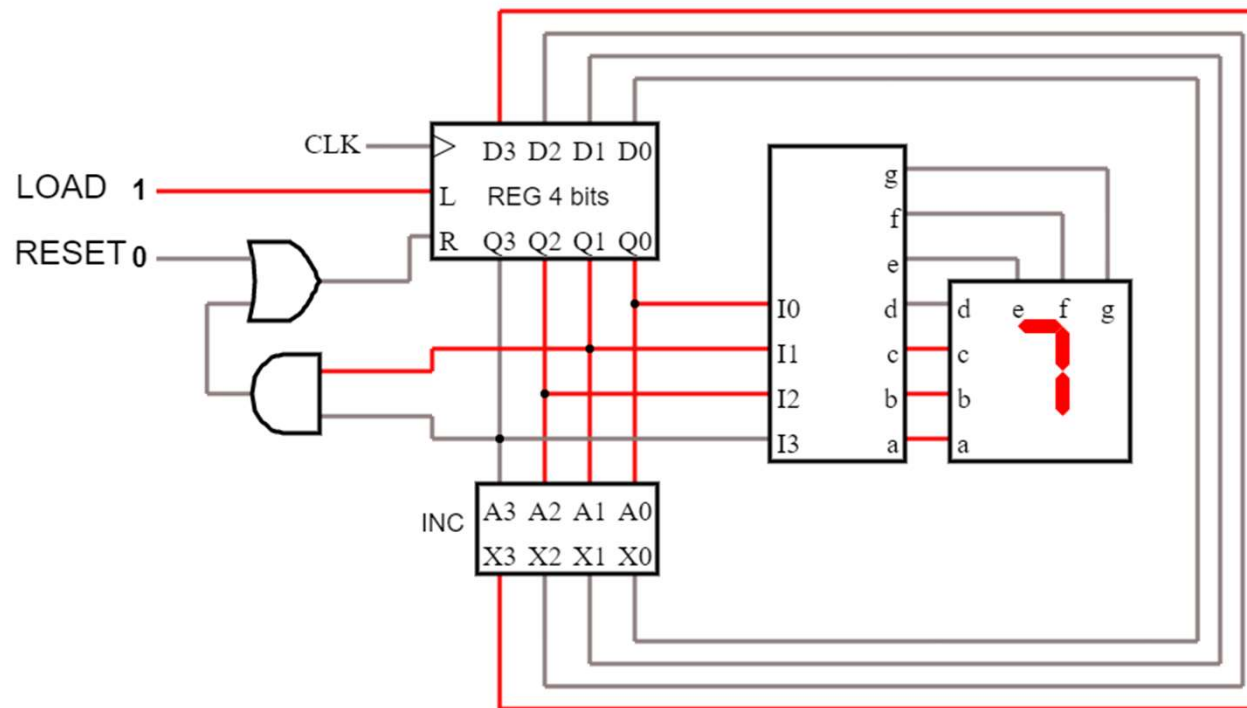 CLK
D3 D2 D1 D0
LOAD 1
L REG 4 bits
RESET 0
R Q3 Q2 Q1 Q0
g
f
e
I0 d
I1 c
I2 b
I3 a
d e f g
c
b
a
7
INC
A3 A2 A1 A0
X3 X2 X1 X0